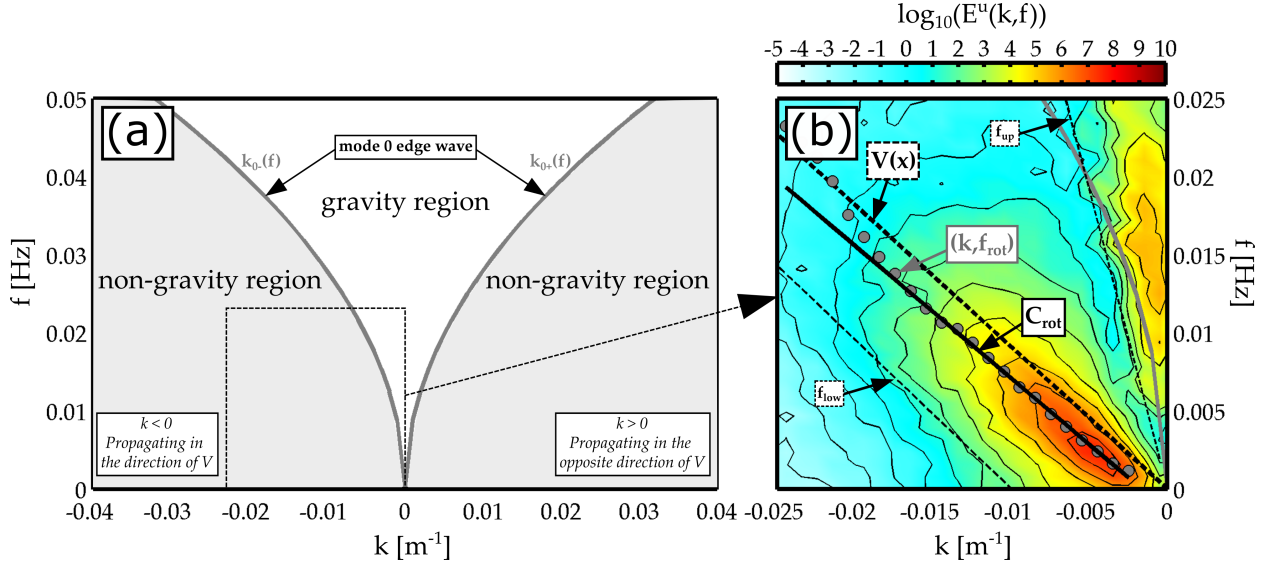 log10(Eᵘ(k,f))
-5 -4 -3 -2 -1 0 1 2 3 4 5 6 7 8 9 10
(a)
0.05
0.04
0.03
0.02
0.01
0
f [Hz]
mode 0 edge wave
k0-(f)
k0+(f)
gravity region
non-gravity region
non-gravity region
k < 0
Propagating in
the direction of V
k > 0
Propagating in the
opposite direction of V
-0.04 -0.03 -0.02 -0.01 0 0.01 0.02 0.03 0.04
k [m⁻¹]
(b)
V(x)
fup
(k,frot)
Crot
flow
0.025
0.02
0.015
0.01
0.005
0
f [Hz]
-0.025 -0.02 -0.015 -0.01 -0.005 0
k [m⁻¹]